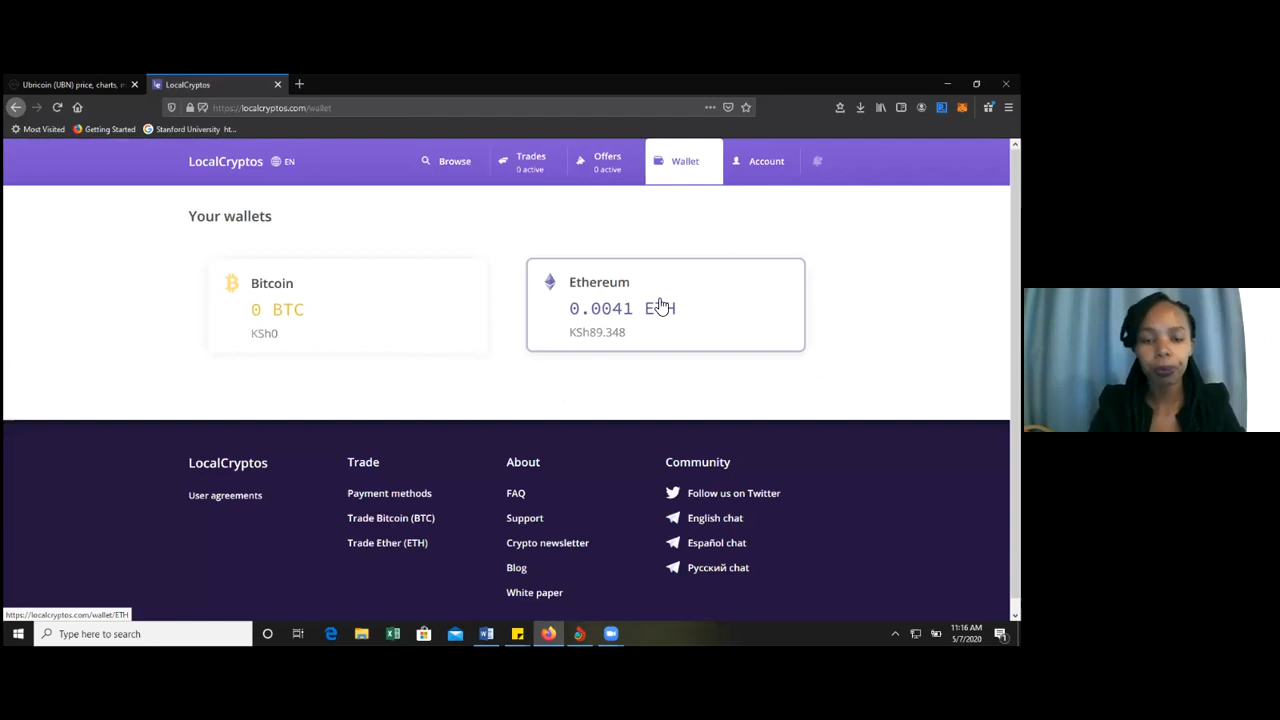 Ubricoin (UBN) price, charts, m
LocalCryptos
https://localcryptos.com/wallet
Most Visited
Getting Started
Stanford University ht...
LocalCryptos EN
Browse
Trades
0 active
Offers
0 active
Wallet
Account
Your wallets
Bitcoin
0 BTC
KSh0
Ethereum
0.0041 ETH
KSh89.348
LocalCryptos
User agreements
Trade
Payment methods
Trade Bitcoin (BTC)
Trade Ether (ETH)
About
FAQ
Support
Crypto newsletter
Blog
White paper
Community
Follow us on Twitter
English chat
Español chat
Русский chat
https://localcryptos.com/wallet/ETH
Type here to search
11:16 AM
5/7/2020